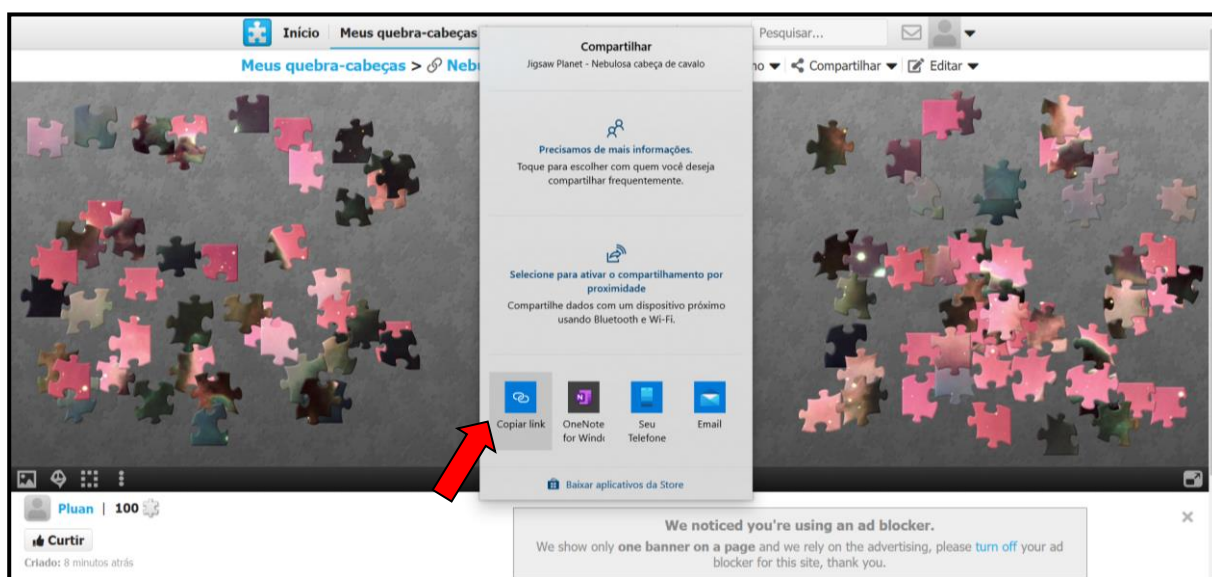 Início Meus quebra-cabeças
Pesquisar...
Meus quebra-cabeças > Neb
Compartilhar Editar
Compartilhar
Jigsaw Planet - Nebulosa cabeça de cavalo
Precisamos de mais informações.
Toque para escolher com quem você deseja
compartilhar frequentemente.
Selecione para ativar o compartilhamento por
proximidade
Compartilhe dados com um dispositivo próximo
usando Bluetooth e Wi-Fi.
Copiar link
OneNote
for Wind
Seu
Telefone
Email
Baixar aplicativos da Store
Pluan | 100
Curtir
Criado: 8 minutos atrás
We noticed you're using an ad blocker.
We show only one banner on a page and we rely on the advertising, please turn off your ad
blocker for this site, thank you.